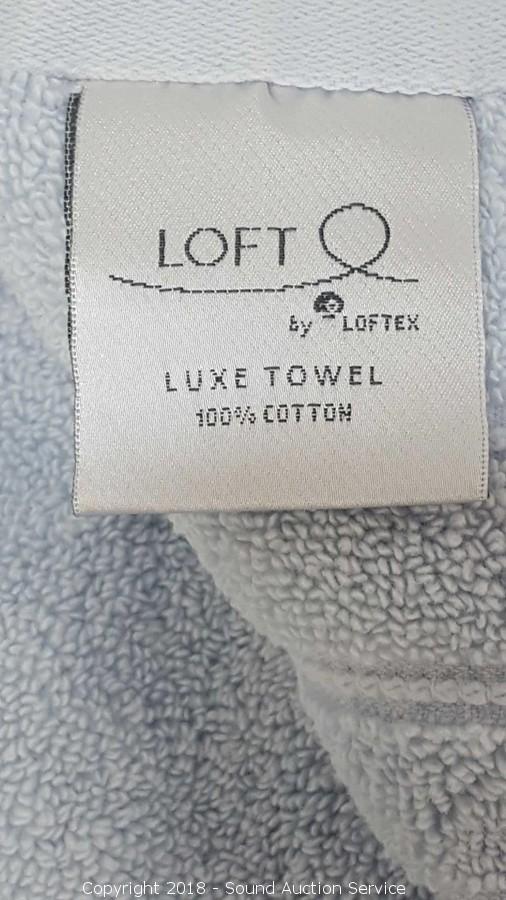 LOFT
by LOFTEX
LUXE TOWEL
100% COTTON
Copyright 2018 - Sound Auction Service